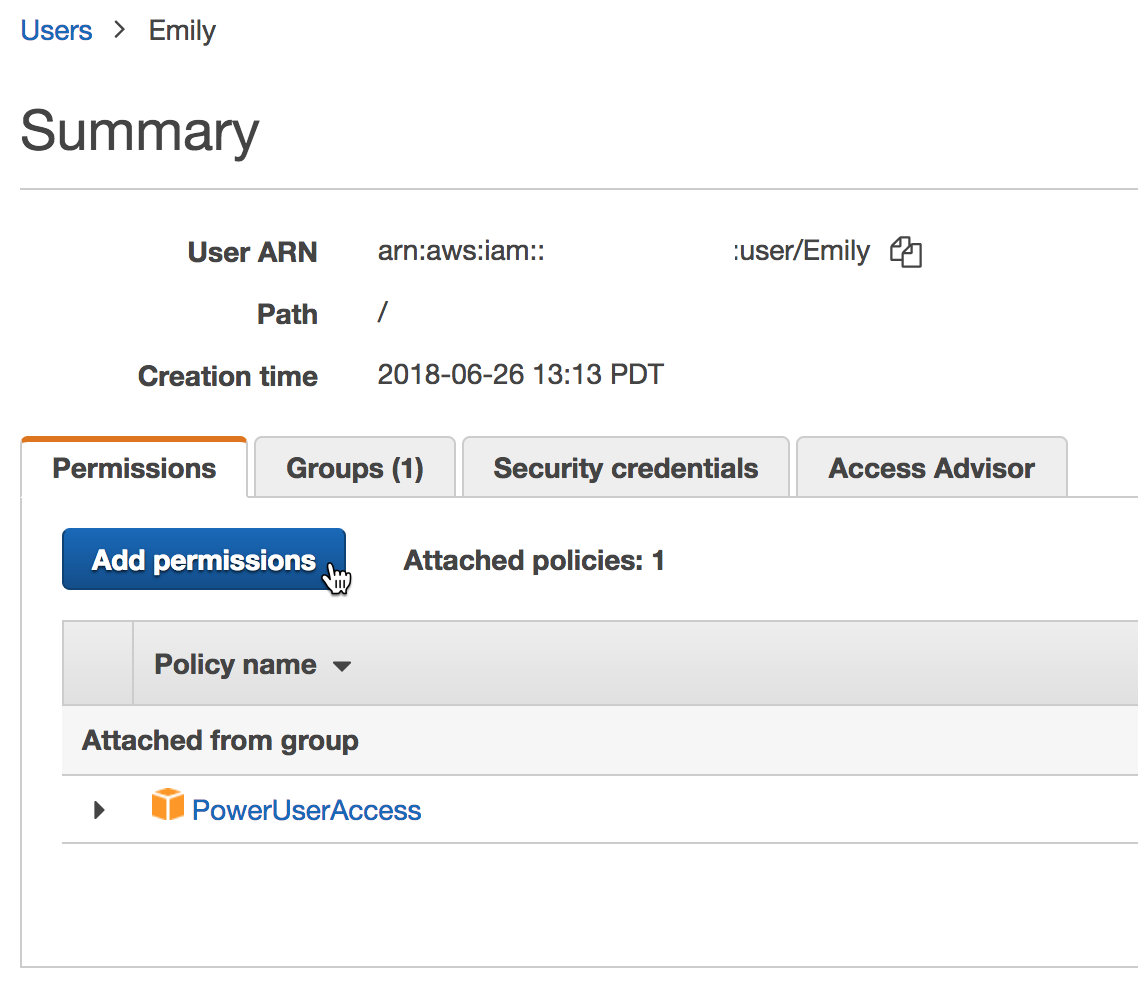 Users > Emily
Summary
User ARN arn:aws:iam:: :user/Emily
Path /
Creation time 2018-06-26 13:13 PDT
Permissions Groups (1) Security credentials Access Advisor
Add permissions Attached policies: 1
Policy name
Attached from group
PowerUserAccess